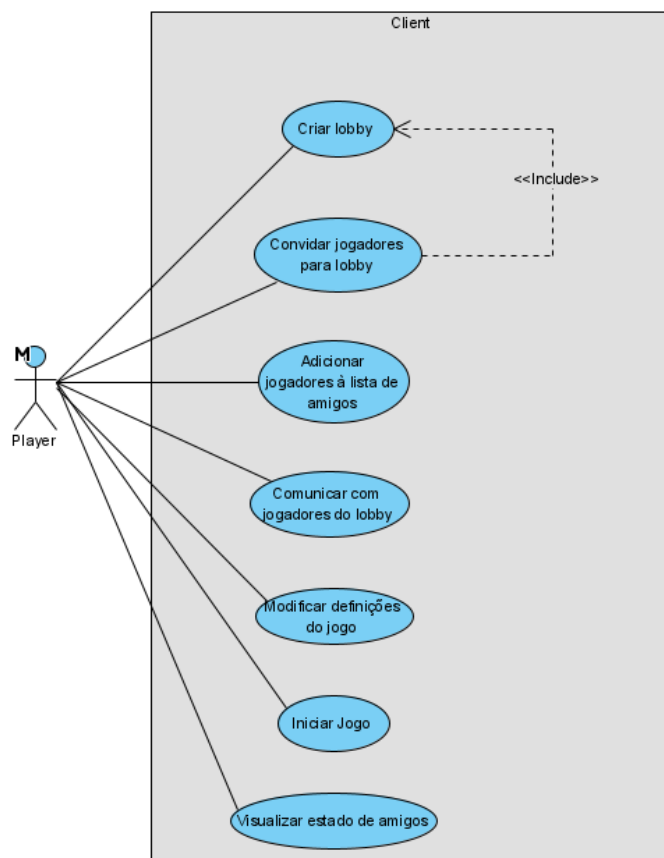 Client
Criar lobby
<<Include>>
Convidar jogadores
para lobby
Adicionar
jogadores à lista de
amigos
M
Player
Comunicar com
jogadores do lobby
Modificar definições
do jogo
Iniciar Jogo
Visualizar estado de amigos